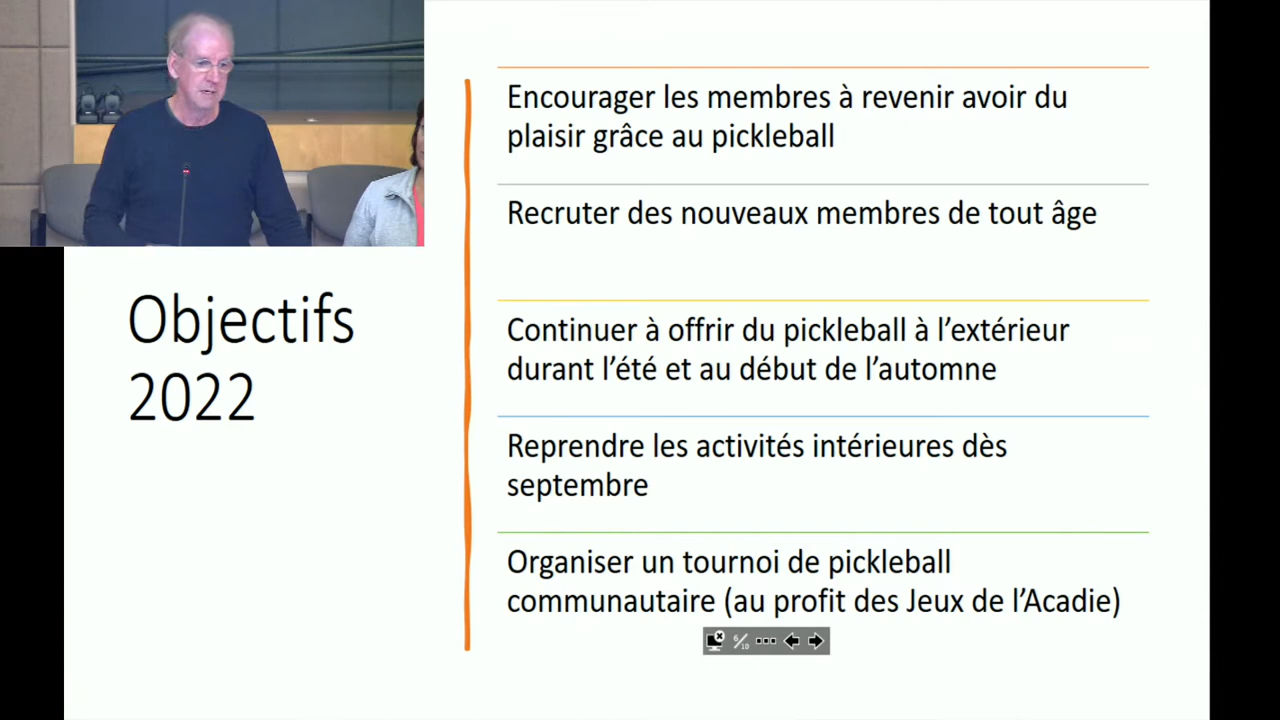 Objectifs
2022
Encourager les membres à revenir avoir du
plaisir grâce au pickleball
Recruter des nouveaux membres de tout âge
Continuer à offrir du pickleball à l’extérieur
durant l’été et au début de l’automne
Reprendre les activités intérieures dès
septembre
Organiser un tournoi de pickleball
communautaire (au profit des Jeux de l’Acadie)
6/10